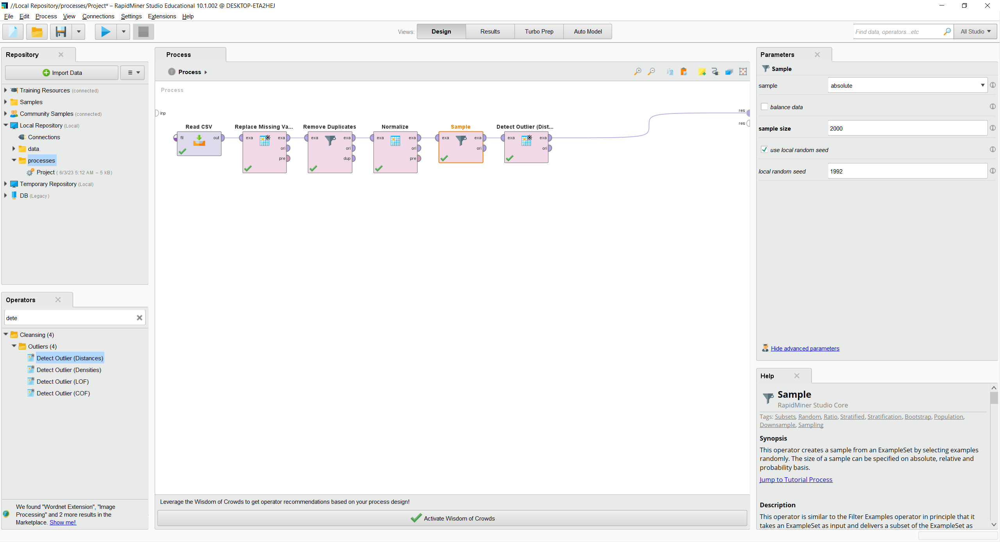 //Local Repository/processes/Project* – RapidMiner Studio Educational 10.1.002 @ DESKTOP-ETA2HEJ
File Edit Process View Connections Settings Extensions Help
Views: Design Results Turbo Prep Auto Model
Find data, operators...etc
All Studio
Repository
Import Data
Training Resources (connected)
Samples
Community Samples (connected)
Local Repository (Local)
Connections
data
processes
Project ( 6/3/23 5:12 AM – 5 kB)
Temporary Repository (Local)
DB (Legacy)
Operators
dete
Cleansing (4)
Outliers (4)
Detect Outlier (Distances)
Detect Outlier (Densities)
Detect Outlier (LOF)
Detect Outlier (COF)
We found "Wordnet Extension", "Image
Processing" and 2 more results in the
Marketplace. Show me!
Process
Process
Process
inp
res
res
Read CSV
fil out
Replace Missing Va...
exa exa
ori
pre
Remove Duplicates
exa exa
ori
dup
Normalize
exa exa
ori
pre
Sample
exa exa
ori
Detect Outlier (Dist...
exa exa
ori
Leverage the Wisdom of Crowds to get operator recommendations based on your process design!
Activate Wisdom of Crowds
Parameters
Sample
sample absolute
balance data
sample size 2000
use local random seed
local random seed 1992
Hide advanced parameters
Help
Sample
RapidMiner Studio Core
Tags: Subsets, Random, Ratio, Stratified, Stratification, Bootstrap, Population,
Downsample, Sampling
Synopsis
This operator creates a sample from an ExampleSet by selecting examples
randomly. The size of a sample can be specified on absolute, relative and
probability basis.
Jump to Tutorial Process
Description
This operator is similar to the Filter Examples operator in principle that it
takes an ExampleSet as input and delivers a subset of the ExampleSet as